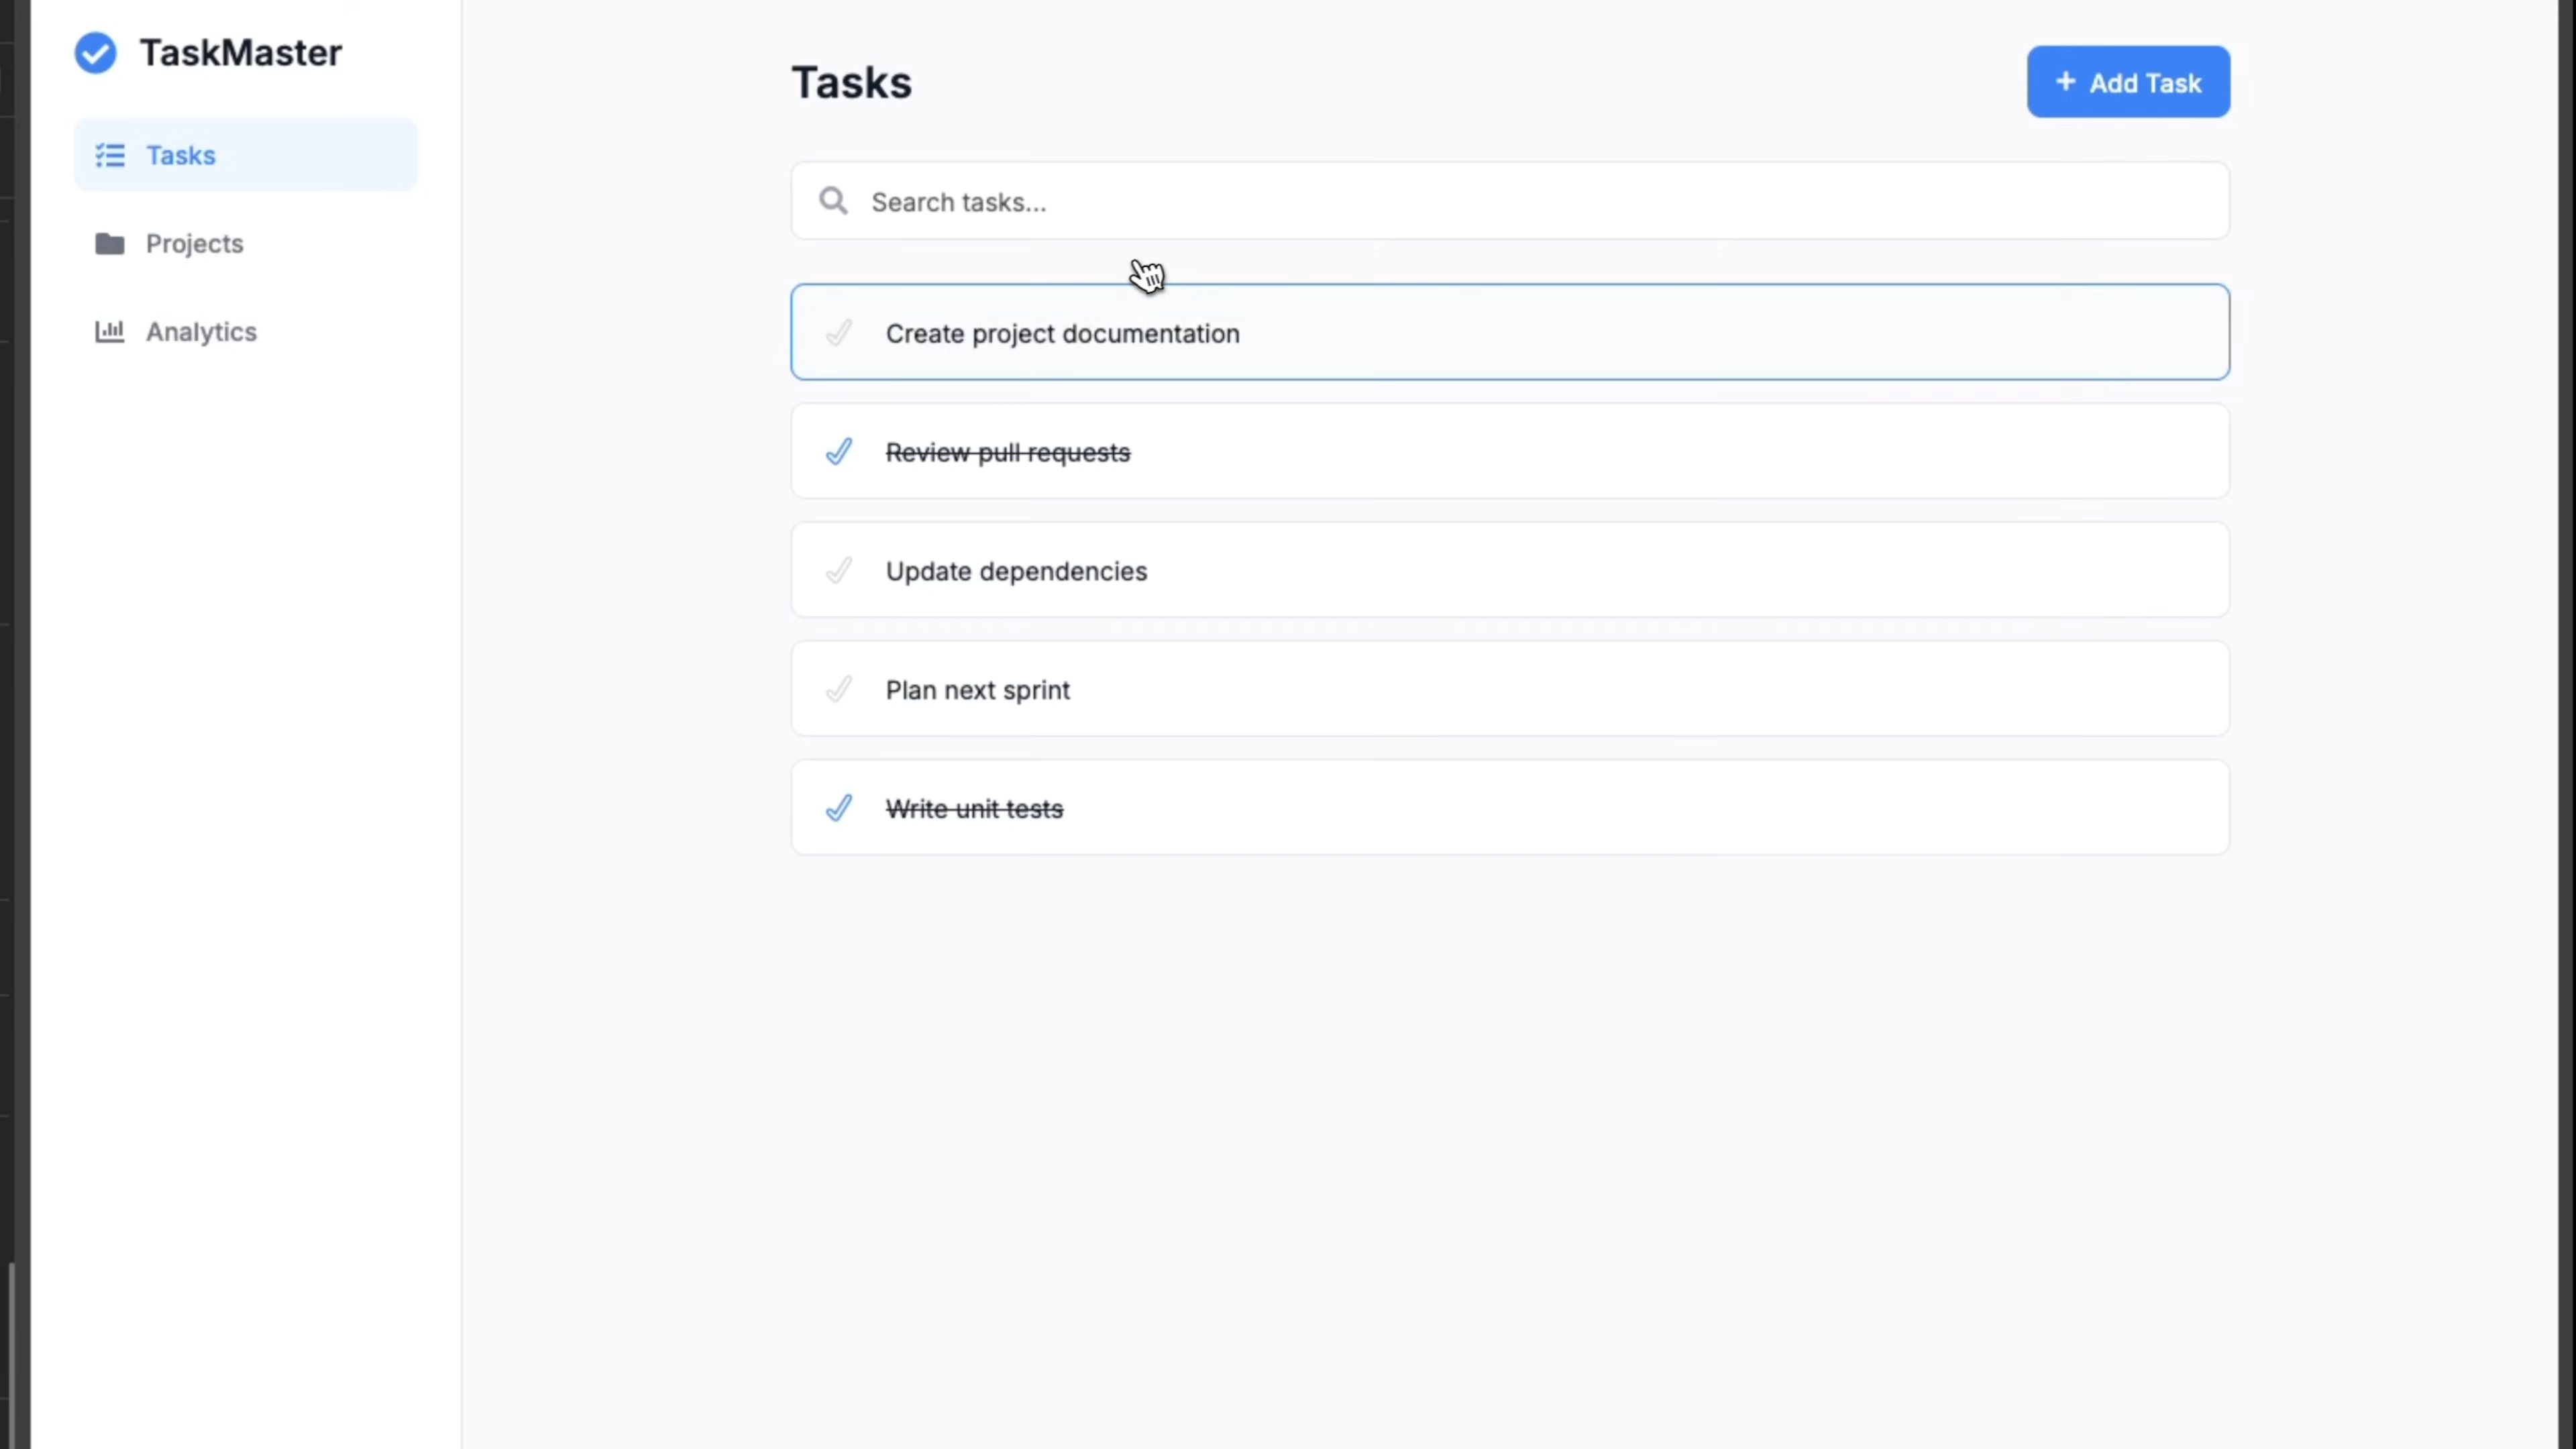 TaskMaster
Tasks
Projects
Analytics
Tasks
+ Add Task
Search tasks...
Create project documentation
Review pull requests
Update dependencies
Plan next sprint
Write unit tests